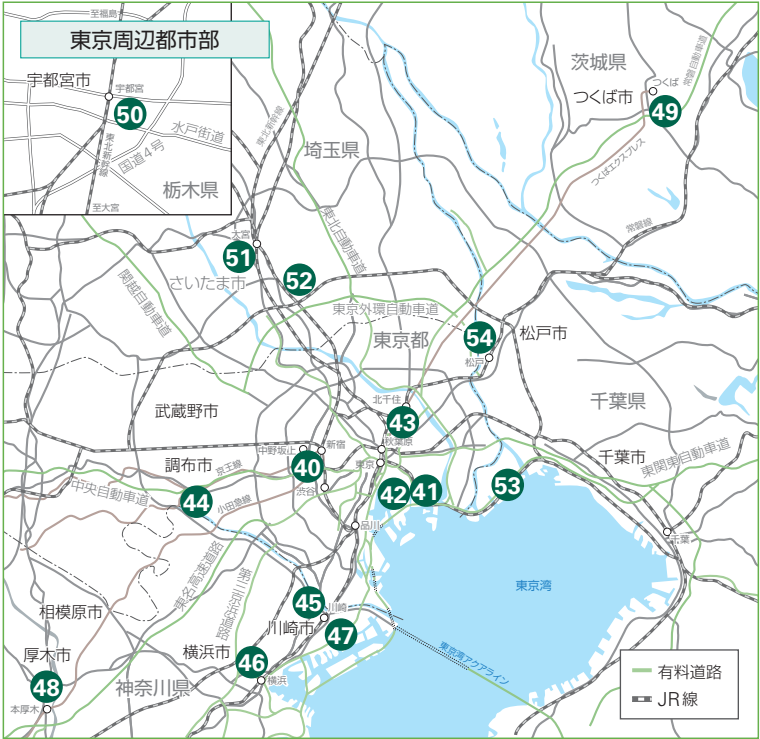 至福島
東京周辺都市部
宇都宮市
宇都宮
50
水戸街道
国道4号
東北新幹線
栃木県
至大宮
東北新幹線
埼玉県
茨城県
つくば
つくば市
常磐自動車道
49
つくばエクスプレス
常磐線
大宮
51
さいたま市
52
東北自動車道
関越自動車道
東京外環自動車道
東京都
54
松戸
松戸市
武蔵野市
北千住
43
秋葉原
千葉県
中野坂上
新宿
40
渋谷
東京
調布市
京王線
中央自動車道
44
小田急線
42
41
53
千葉市
東関東自動車道
千葉
品川
東名高速道路
第三京浜道路
東京湾
相模原市
45
川崎
川崎市
47
横浜市
46
横浜
東京湾アクアライン
厚木市
48
本厚木
神奈川県
有料道路
JR線